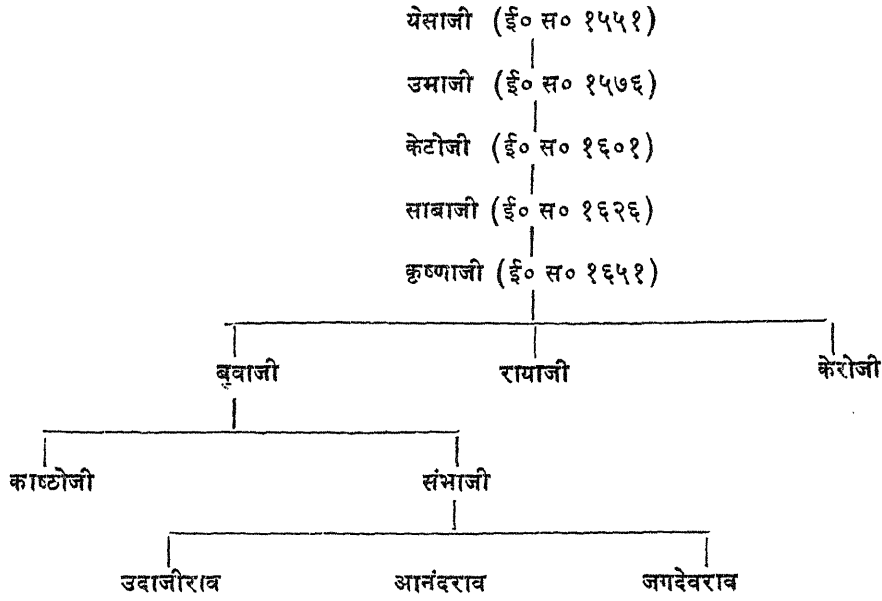 येसाजी (ई० स० १५५१)
उमाजी (ई० स० १५७६)
केटोजी (ई० स० १६०१)
साबाजी (ई० स० १६२६)
कृष्णाजी (ई० स० १६५१)
बुवाजी रायाजी केरोजी
काष्ठोजी संभाजी
उदाजीराव आनंदराव जगदेवराव